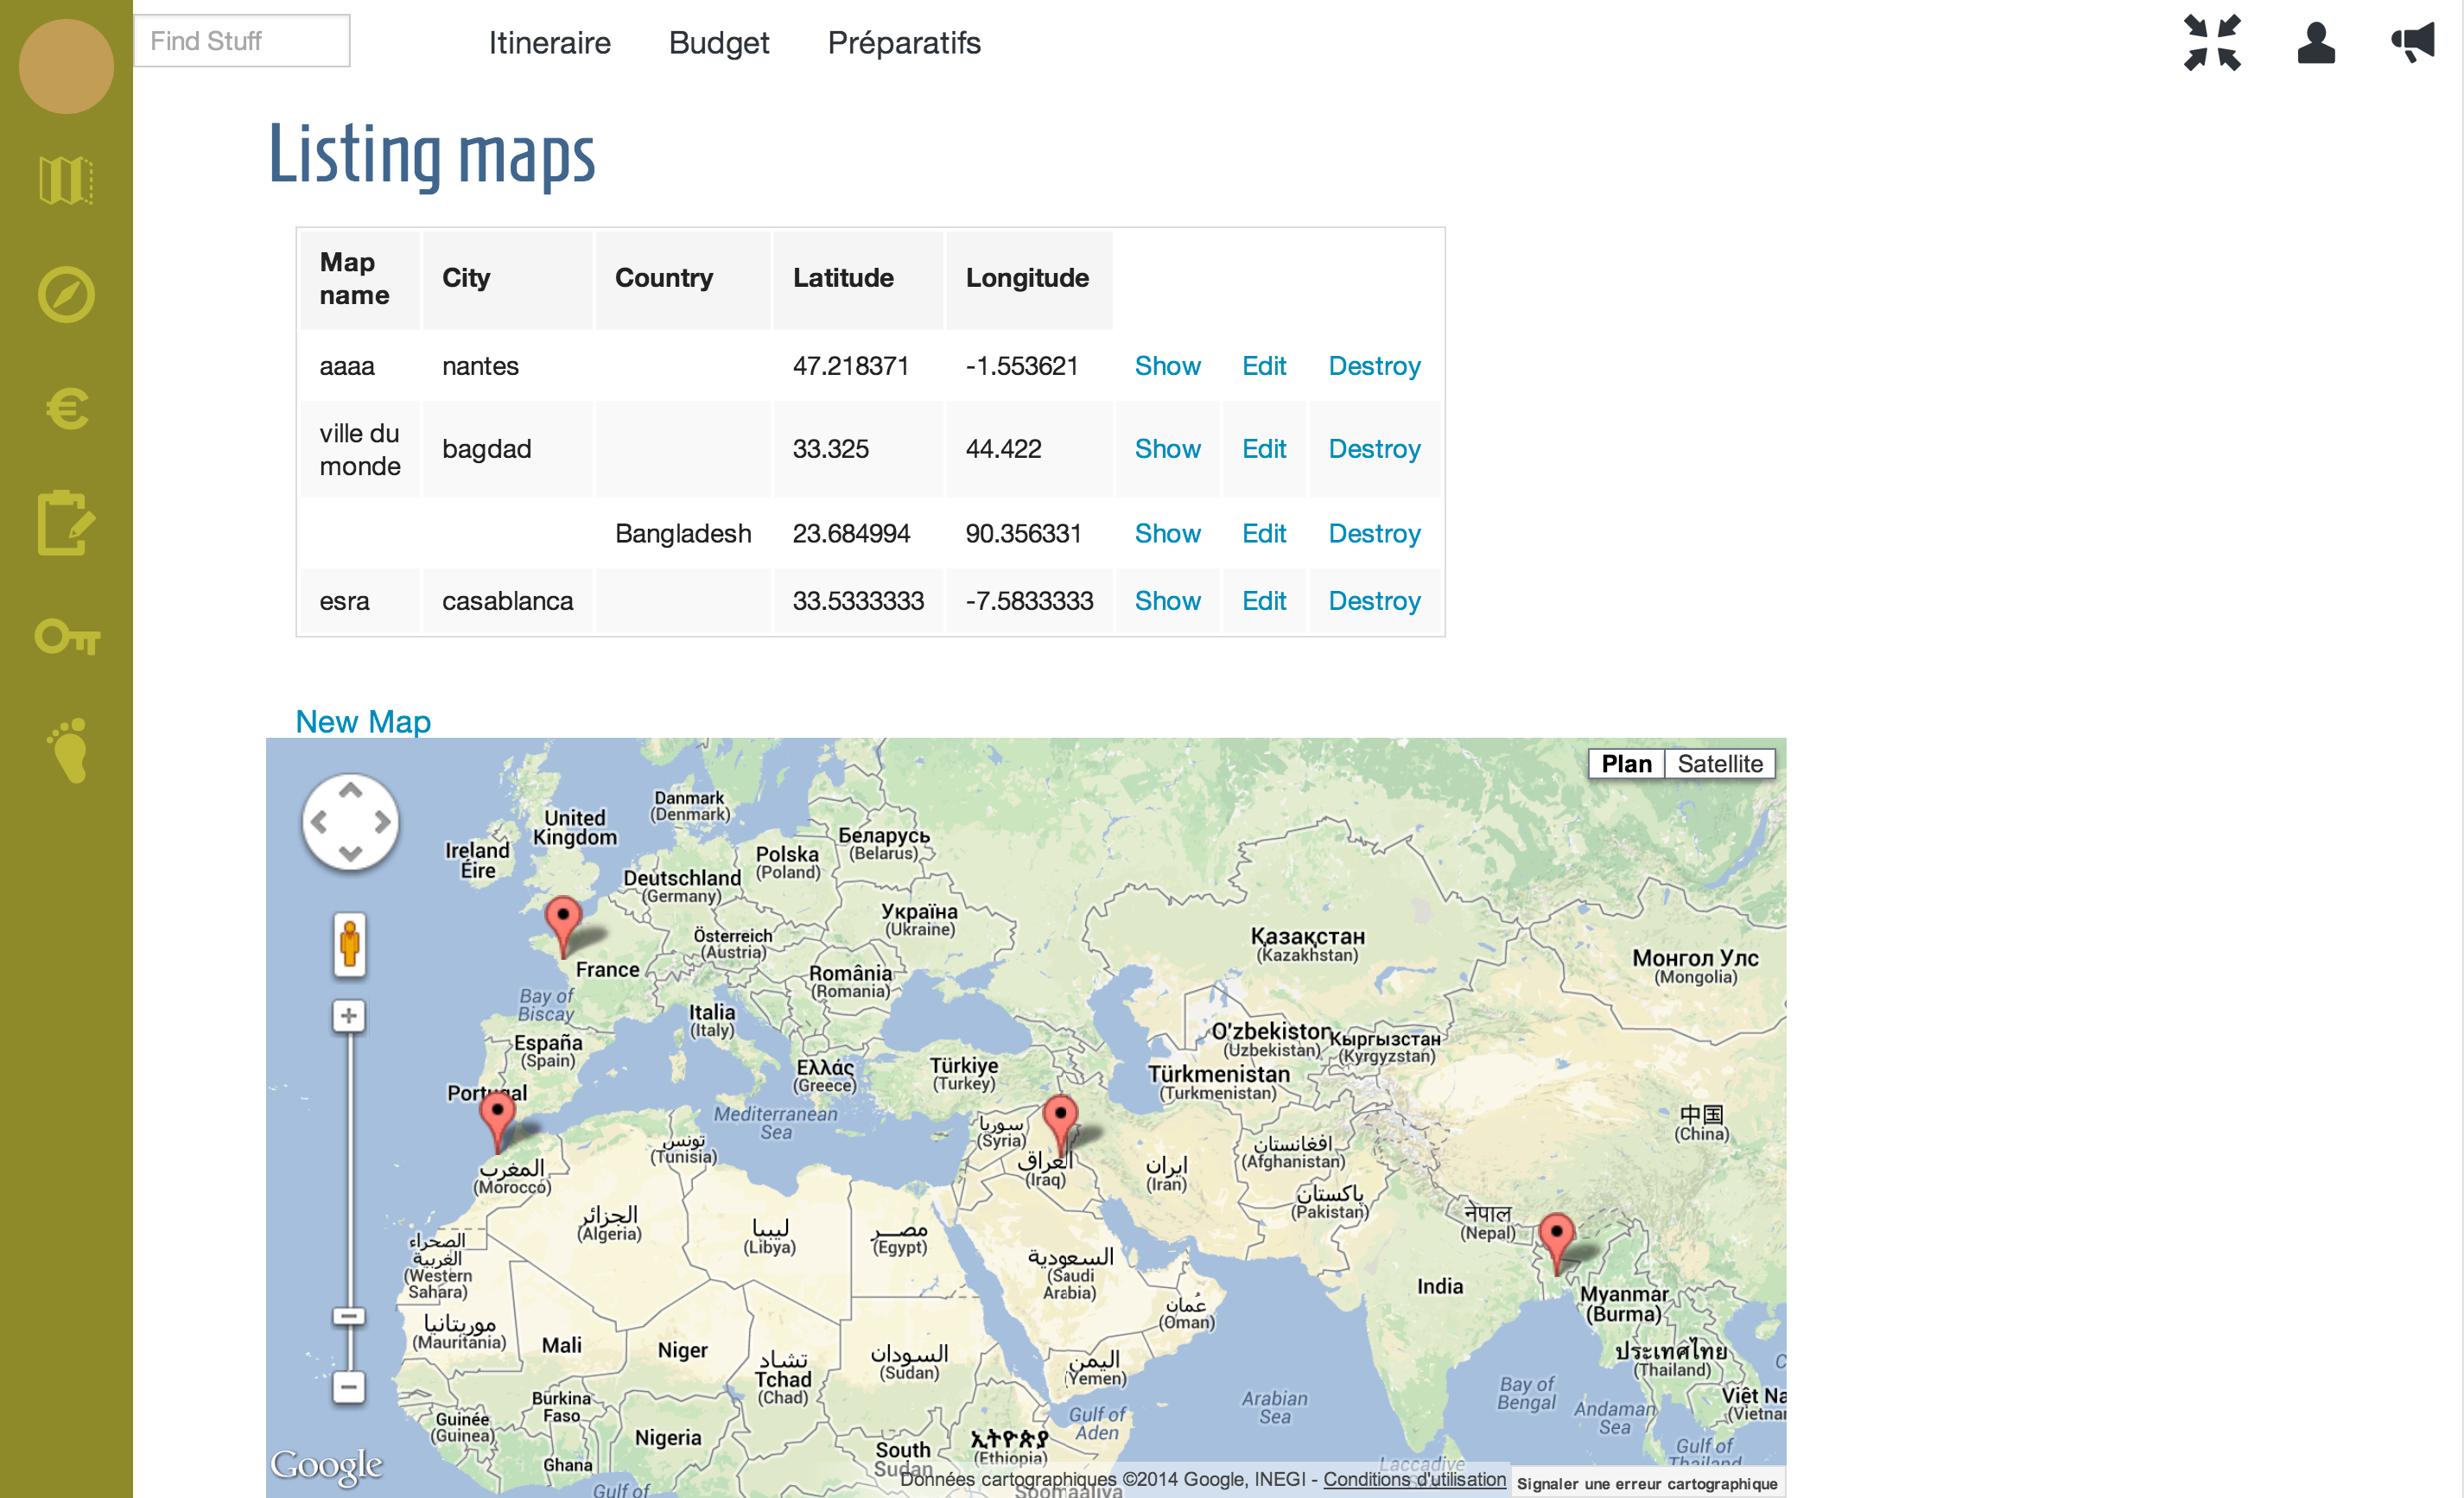 Find Stuff
Itineraire Budget Préparatifs
Listing maps
Map name City Country Latitude Longitude
aaaa nantes 47.218371 -1.553621 Show Edit Destroy
ville du monde bagdad 33.325 44.422 Show Edit Destroy
Bangladesh 23.684994 90.356331 Show Edit Destroy
esra casablanca 33.5333333 -7.5833333 Show Edit Destroy
New Map
Plan Satellite
Danmark
(Denmark)
United
Kingdom
Беларусь
(Belarus)
Ireland
Éire
Polska
(Poland)
Deutschland
(Germany)
Україна
(Ukraine)
Österreich
(Austria)
Қазақстан
(Kazakhstan)
Монгол Улс
(Mongolia)
France
România
(Romania)
Bay of
Biscay
Italia
(Italy)
España
(Spain)
O'zbekiston
(Uzbekistan)
Кыргызстан
(Kyrgyzstan)
Ελλάς
(Greece)
Türkiye
(Turkey)
Türkmenistan
(Turkmenistan)
Portugal
Mediterranean
Sea
中国
(China)
سوريا
(Syria)
تونس
(Tunisia)
افغانستان
(Afghanistan)
العراق
(Iraq)
ایران
(Iran)
المغرب
(Morocco)
پاکستان
(Pakistan)
नेपाल
(Nepal)
الجزائر
(Algeria)
ليبيا
(Libya)
مصر
(Egypt)
الصحراء
الغربية
(Western
Sahara)
السعودية
(Saudi
Arabia)
India
Myanmar
(Burma)
عُمان
(Oman)
موريتانيا
(Mauritania)
Mali
Niger
تشاد
Tchad
(Chad)
السودان
(Sudan)
اليمن
(Yemen)
ประเทศไทย
(Thailand)
Bay of
Bengal
Andaman
Sea
Việt Na
(Vietnar
Arabian
Sea
Burkina
Faso
Guinée
(Guinea)
Gulf of
Aden
Nigeria
South
Sudan
ኢትዮጵያ
(Ethiopia)
Gulf of
Thailand
Ghana
Laccadive
Google
Gulf of
Soomaaliya
Données cartographiques ©2014 Google, INEGI - Conditions d'utilisation
Signaler une erreur cartographique